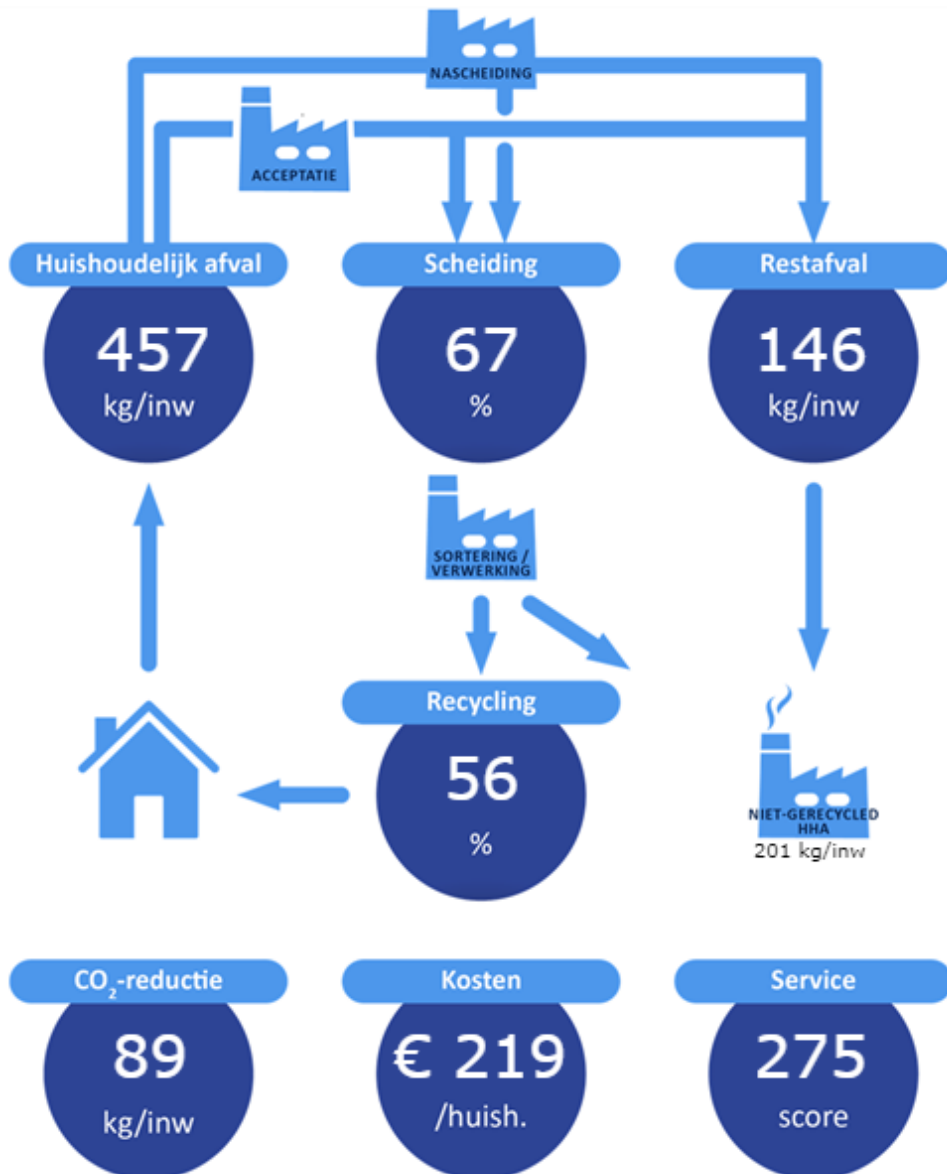 NASCHEIDING
ACCEPTATIE
Huishoudelijk afval
457
kg/inw
Scheiding
67
%
Restafval
146
kg/inw
SORTERING /
VERWERKING
Recycling
56
%
NIET-GERECYCLED
HHA
201 kg/inw
CO₂-reductie
89
kg/inw
Kosten
€ 219
/huish.
Service
275
score